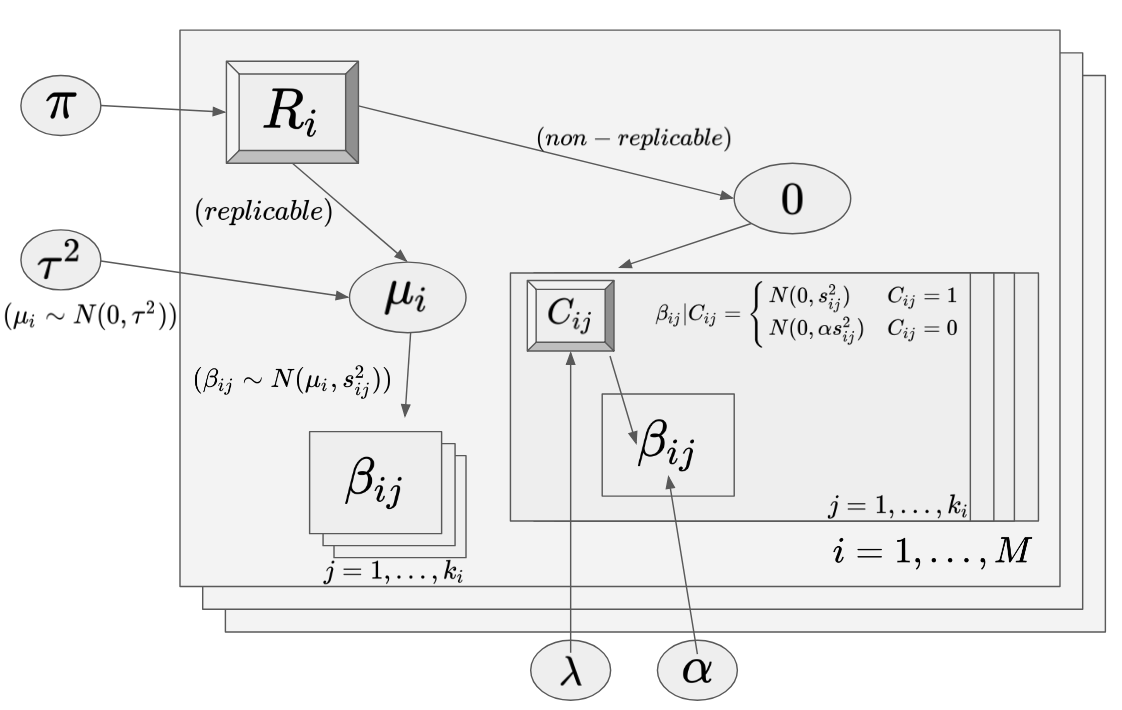 π
R_i
(non − replicable)
0
(replicable)
τ²
(μ_i ∼ N(0, τ²))
μ_i
C_ij
β_ij|C_ij = { N(0, s²_ij) C_ij = 1
N(0, αs²_ij) C_ij = 0
(β_ij ∼ N(μ_i, s²_ij))
β_ij
β_ij
j = 1, . . . , k_i
i = 1, . . . , M
j = 1, . . . , k_i
λ
α